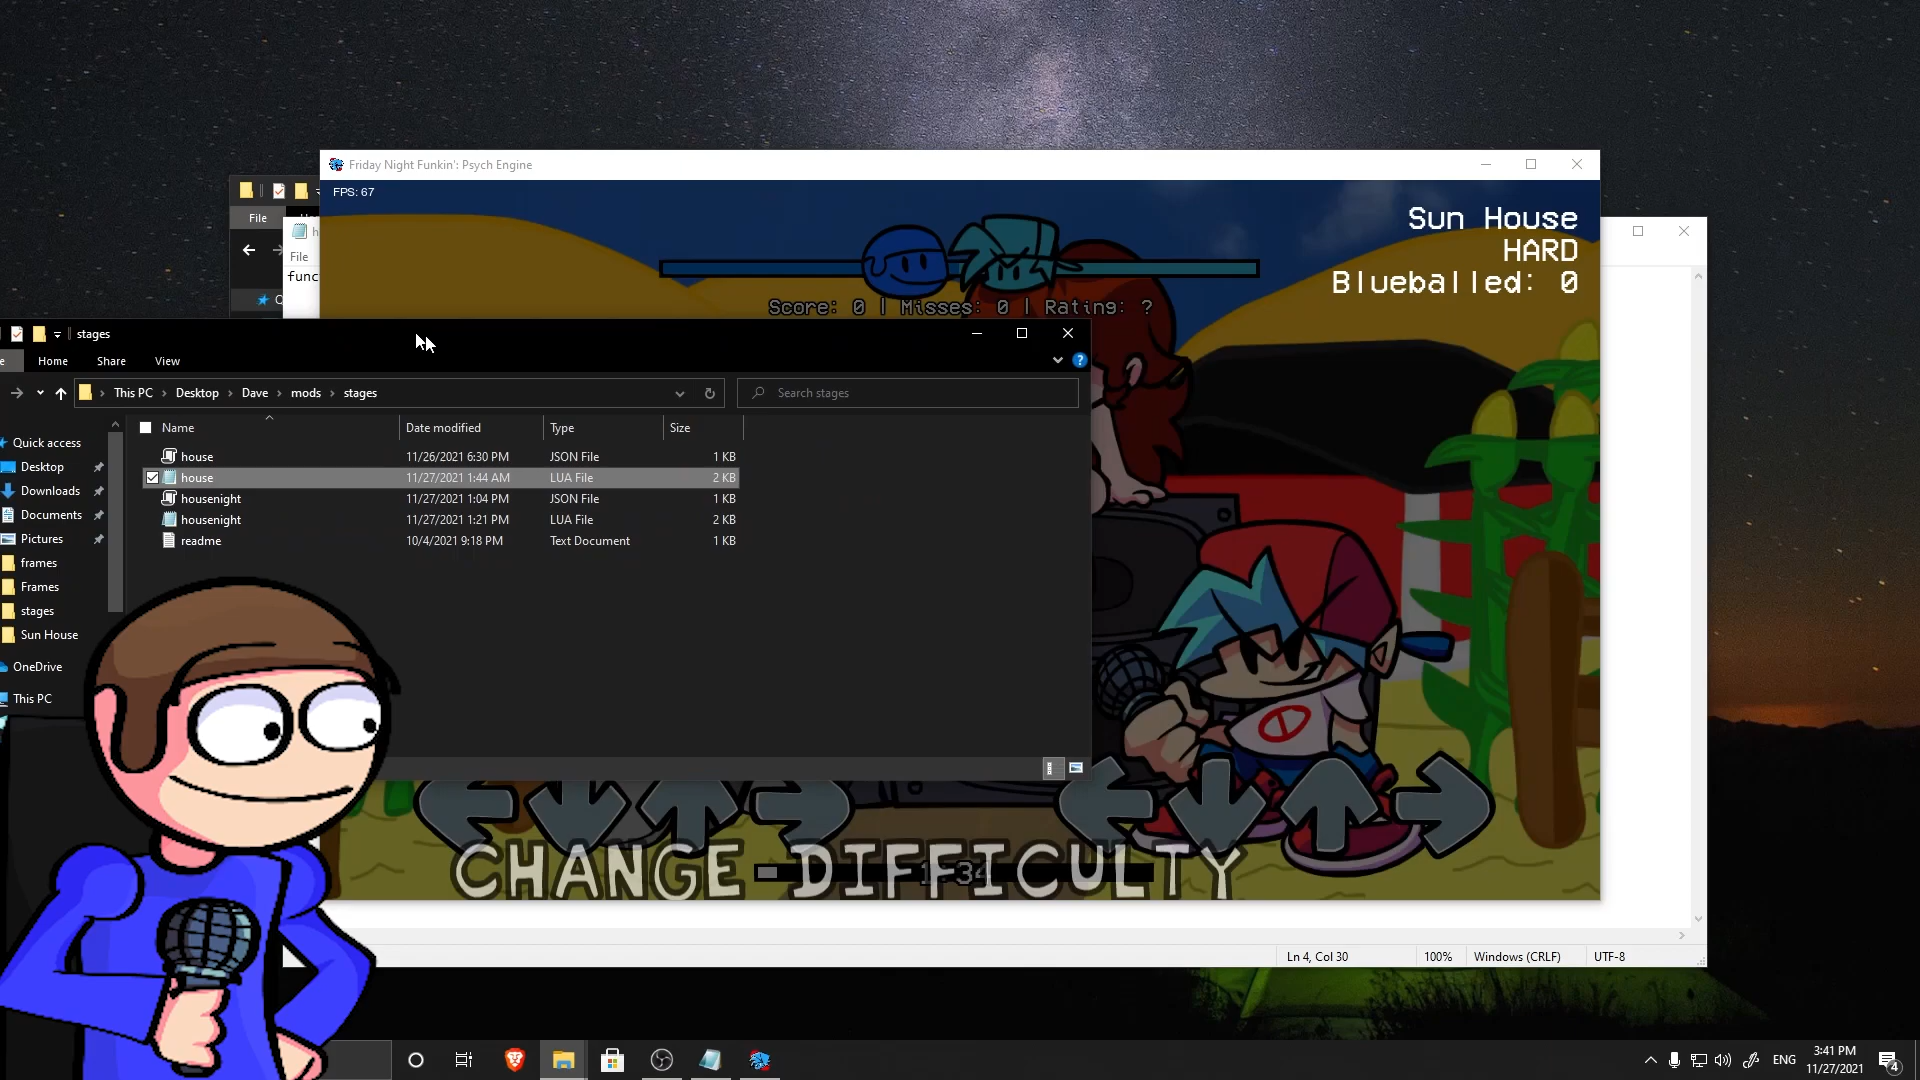 Friday Night Funkin': Psych Engine
FPS: 67
Sun House
HARD
Blueballed: 0
Score: 0 | Misses: 0 | Rating: ?
File
File
func
stages
Home
Share
View
?
This PC > Desktop > Dave > mods > stages
Search stages
Name
Date modified
Type
Size
house 11/26/2021 6:30 PM JSON File 1 KB
house 11/27/2021 1:44 AM LUA File 2 KB
housenight 11/27/2021 1:04 PM JSON File 1 KB
housenight 11/27/2021 1:21 PM LUA File 2 KB
readme 10/4/2021 9:18 PM Text Document 1 KB
Quick access
Desktop
Downloads
Documents
Pictures
frames
Frames
stages
Sun House
OneDrive
This PC
CHANGE DIFFICULTY
1:34
Ln 4, Col 30
100%
Windows (CRLF)
UTF-8
ENG
3:41 PM
11/27/2021
4